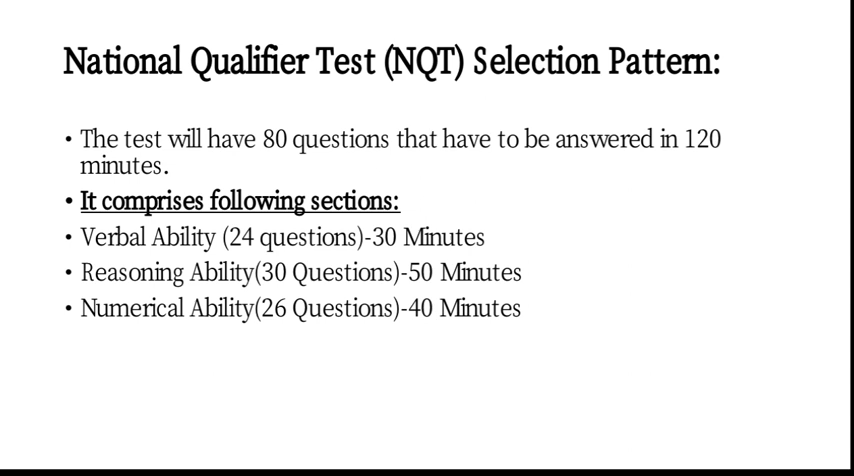 National Qualifier Test (NQT) Selection Pattern:
• The test will have 80 questions that have to be answered in 120
minutes.
• It comprises following sections:
• Verbal Ability (24 questions)-30 Minutes
• Reasoning Ability(30 Questions)-50 Minutes
• Numerical Ability(26 Questions)-40 Minutes